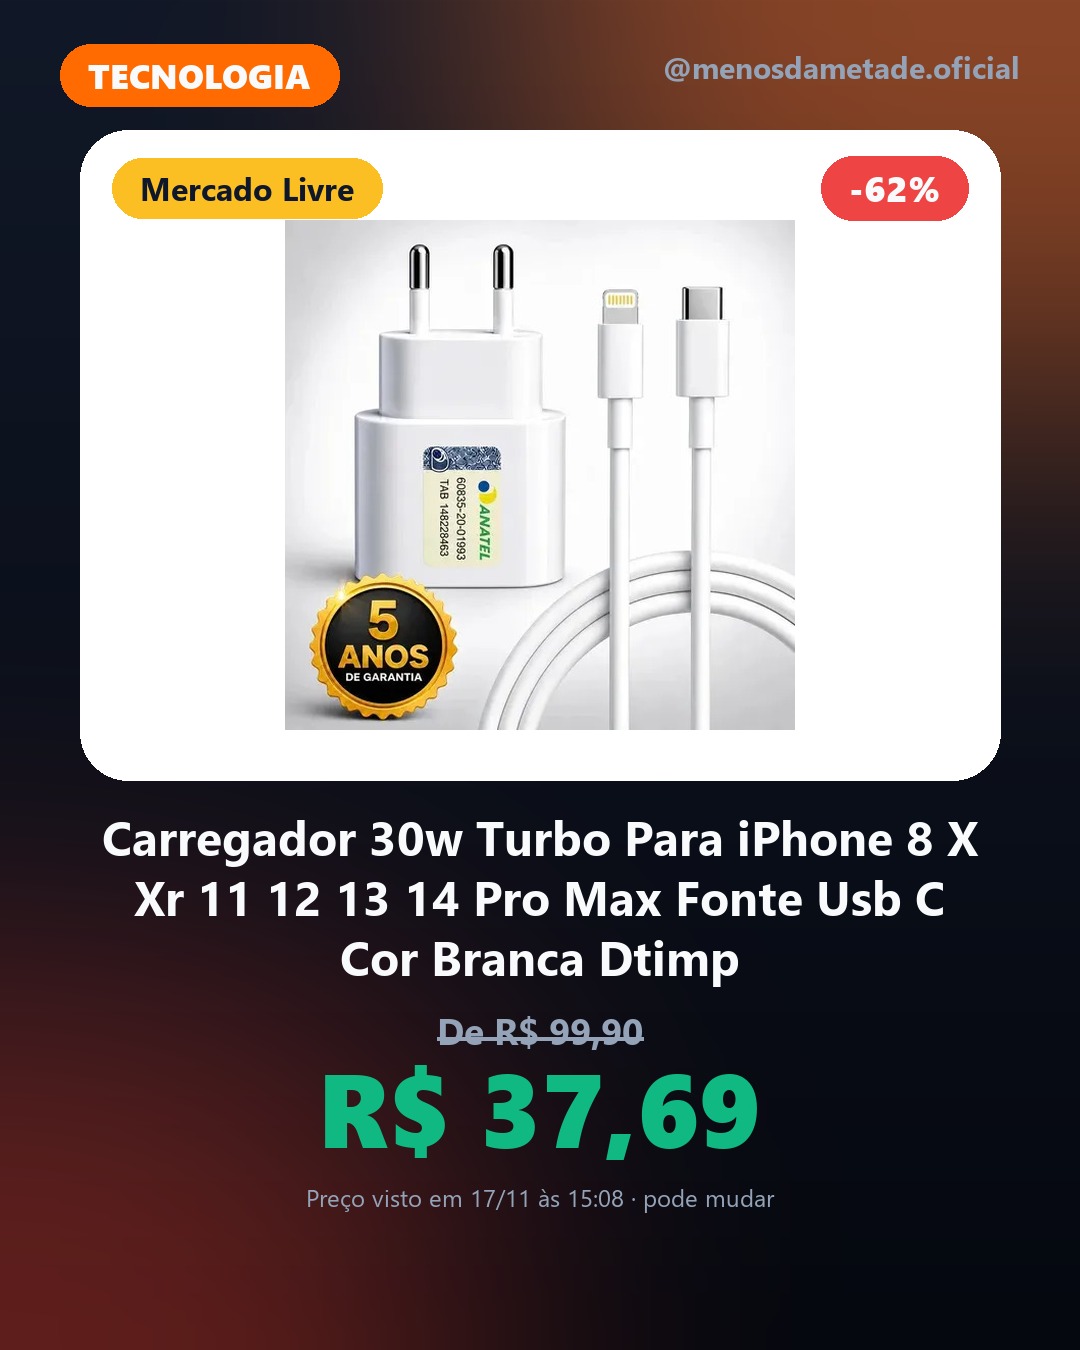 TECNOLOGIA
@menosdametade.oficial
Mercado Livre
-62%
ANATEL
60835-20-01993
TAB 148228463
5
ANOS
DE GARANTIA
Carregador 30w Turbo Para iPhone 8 X
Xr 11 12 13 14 Pro Max Fonte Usb C
Cor Branca Dtimp
De R$ 99,90
R$ 37,69
Preço visto em 17/11 às 15:08 · pode mudar